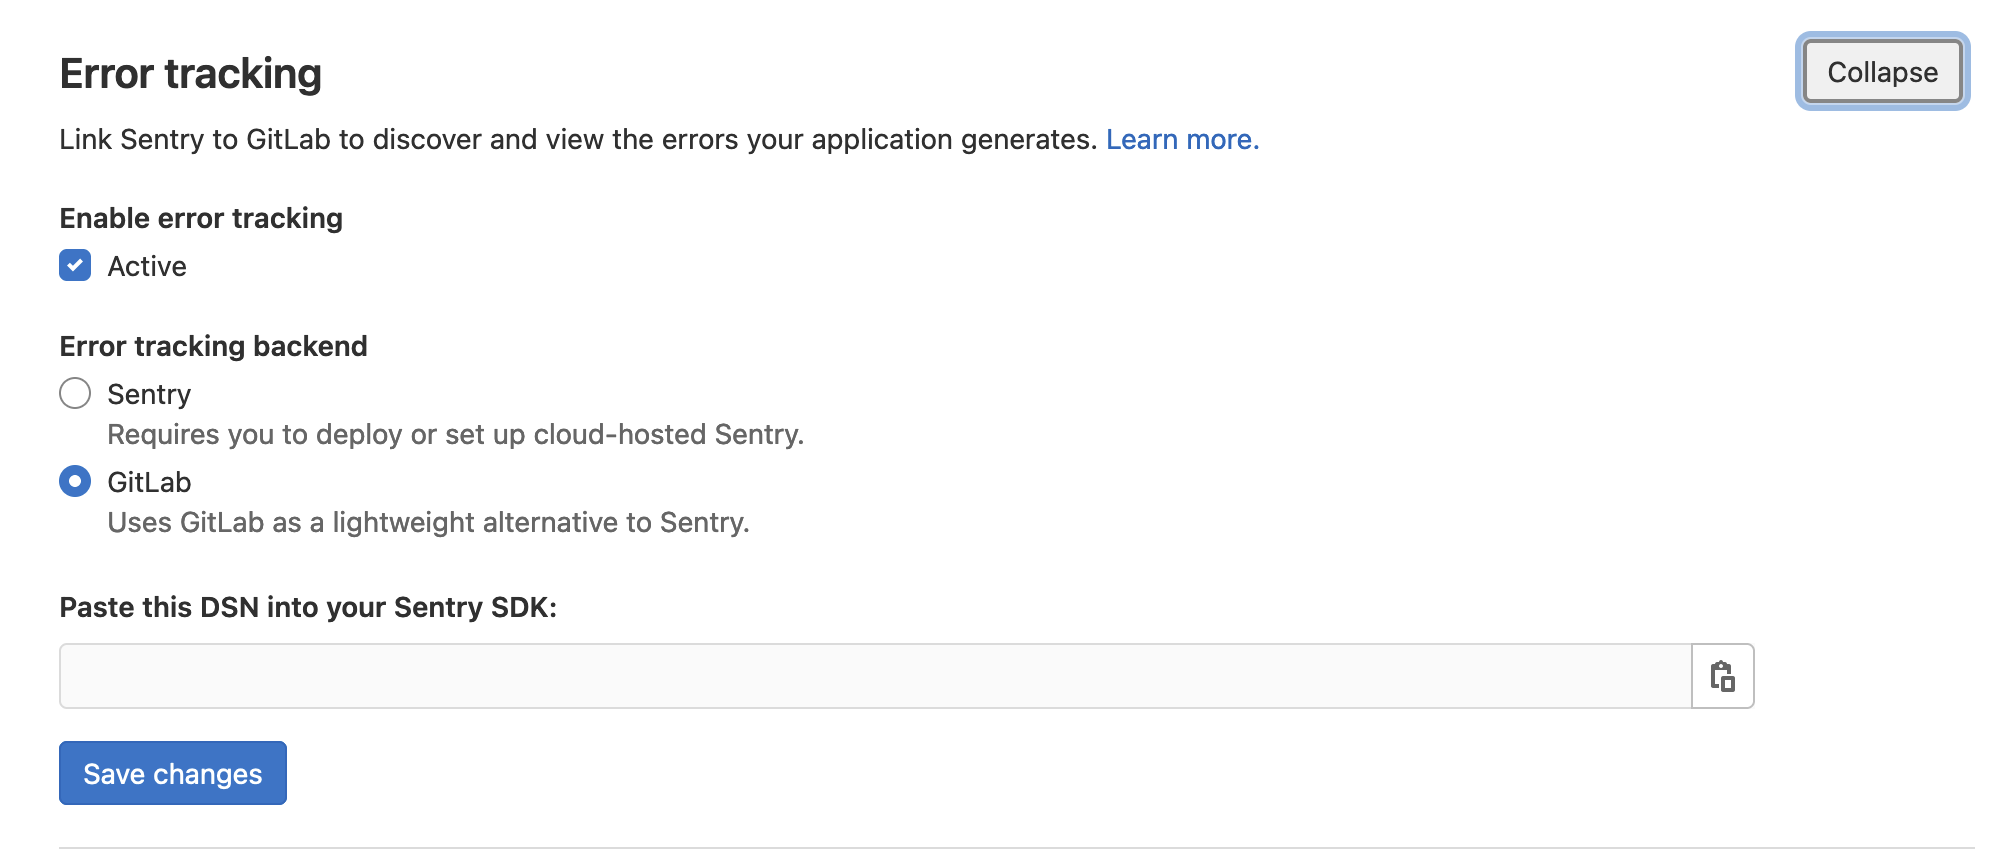 Error tracking
Collapse
Link Sentry to GitLab to discover and view the errors your application generates. Learn more.
Enable error tracking
Active
Error tracking backend
Sentry
Requires you to deploy or set up cloud-hosted Sentry.
GitLab
Uses GitLab as a lightweight alternative to Sentry.
Paste this DSN into your Sentry SDK:
Save changes